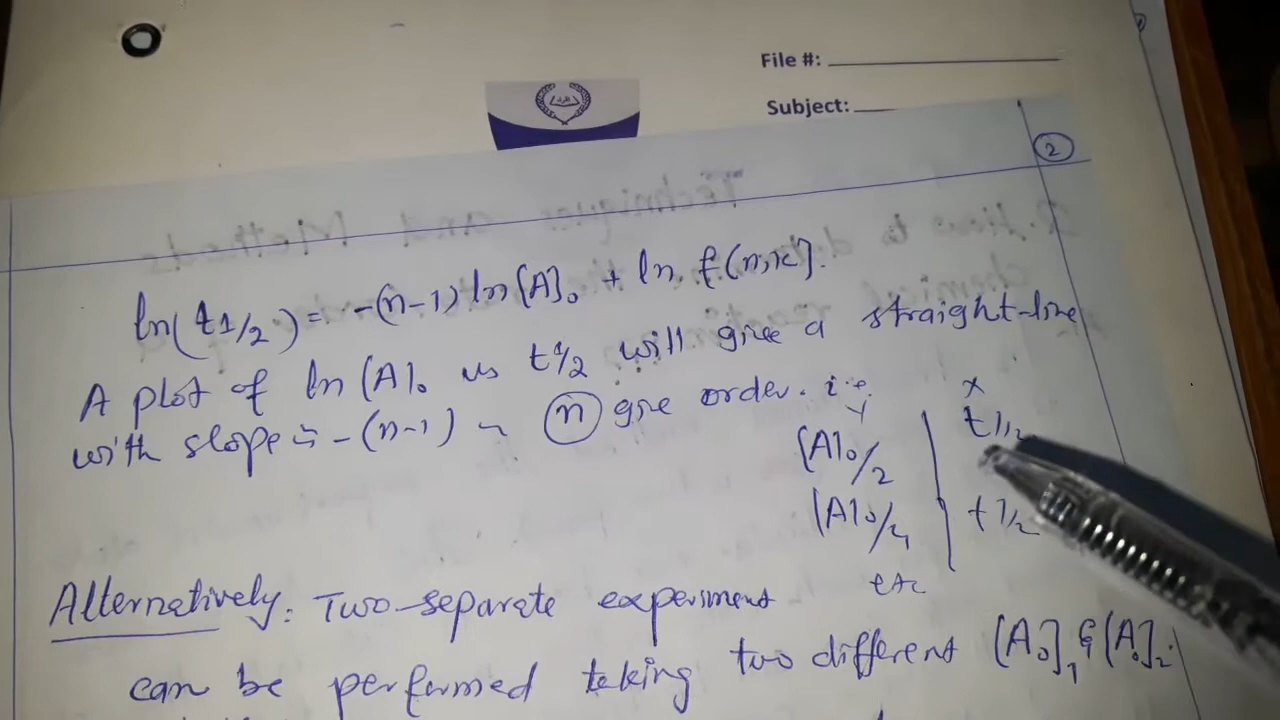 File #:
Subject:
2
ln(t1/2) = -(n-1) ln[A]₀ + ln f(n,k].
A plot of ln[A]₀ vs t1/2 will give a straight-line
with slope = -(n-1) ~ n give order. i.e.
Y | X
[A]₀/2 | t1/2
[A]₀/4 | t1/2
etc
Alternatively: Two-separate experiment
can be performed taking two different [A₀]₁ & [A₀]₂.